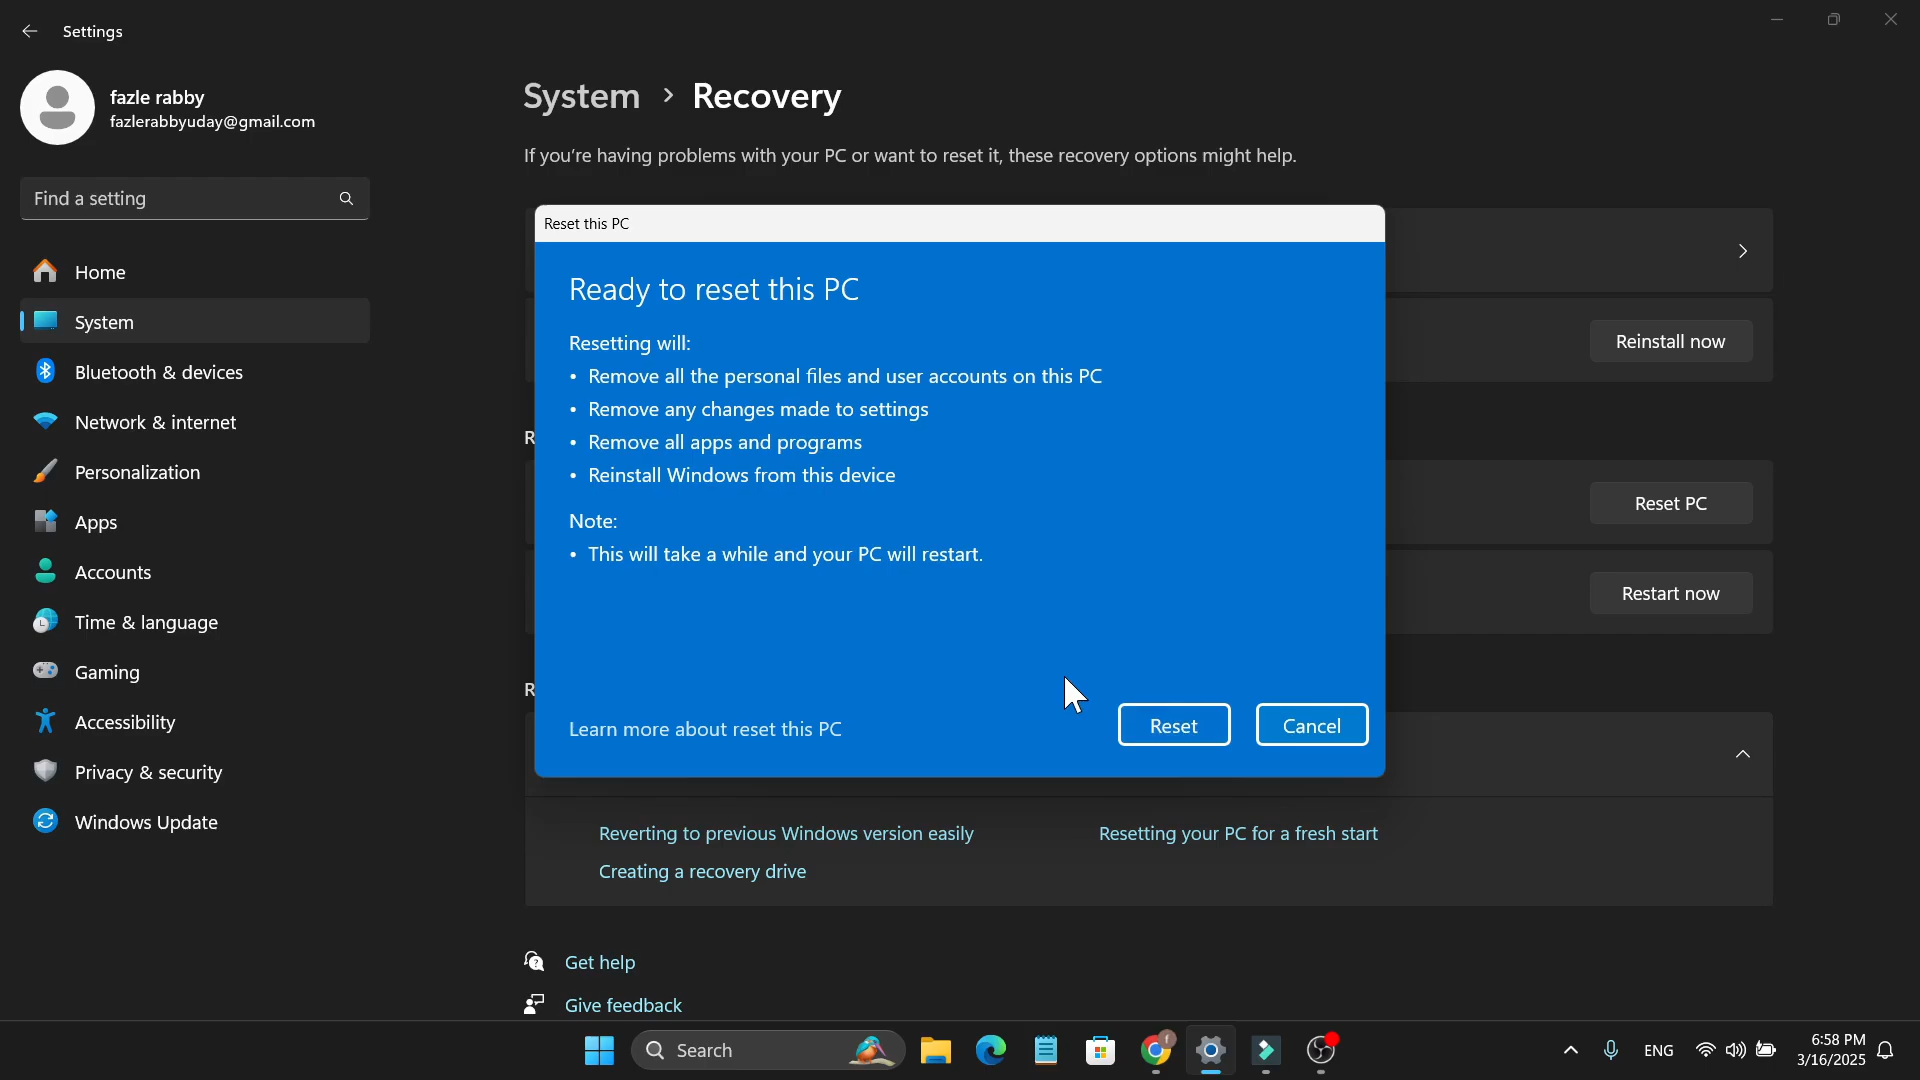 Settings
fazle rabby
fazlerabbyuday@gmail.com
Find a setting
Home
System
Bluetooth & devices
Network & internet
Personalization
Apps
Accounts
Time & language
Gaming
Accessibility
Privacy & security
Windows Update
System > Recovery
If you're having problems with your PC or want to reset it, these recovery options might help.
Reset this PC
Ready to reset this PC
Resetting will:
• Remove all the personal files and user accounts on this PC
• Remove any changes made to settings
• Remove all apps and programs
• Reinstall Windows from this device
Note:
• This will take a while and your PC will restart.
Learn more about reset this PC
Reset
Cancel
Reinstall now
R
Reset PC
Restart now
R
Reverting to previous Windows version easily
Resetting your PC for a fresh start
Creating a recovery drive
Get help
Give feedback
Search
f
ENG
6:58 PM
3/16/2025